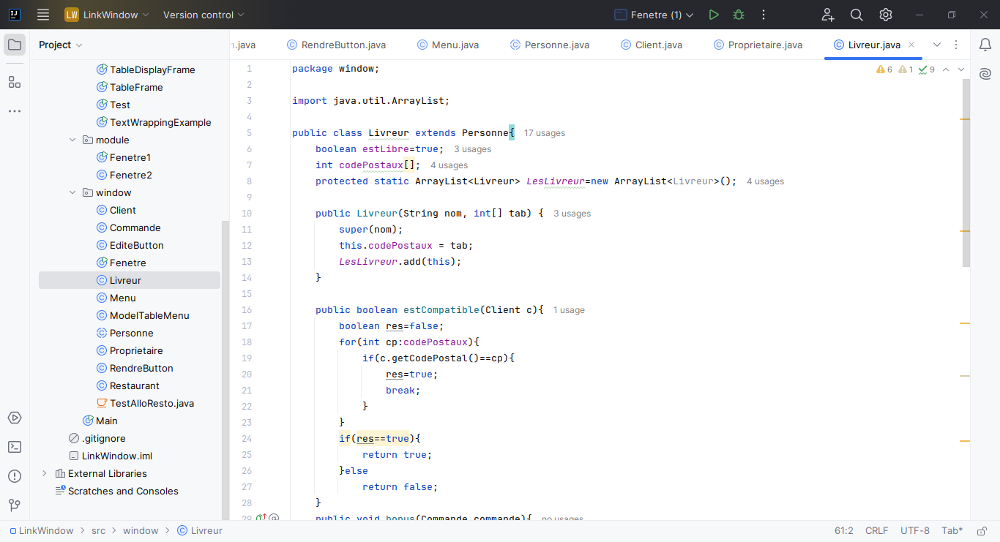 LW LinkWindow Version control Fenetre (1)
Project
n.java RendreButton.java Menu.java Personne.java Client.java Proprietaire.java Livreur.java
TableDisplayFrame
TableFrame
Test
TextWrappingExample
module
Fenetre1
Fenetre2
window
Client
Commande
EditeButton
Fenetre
Livreur
Menu
ModelTableMenu
Personne
Proprietaire
RendreButton
Restaurant
TestAlloResto.java
Main
.gitignore
LinkWindow.iml
External Libraries
Scratches and Consoles
6 1 9
1 package window;
2
3 import java.util.ArrayList;
4
5 public class Livreur extends Personne{ 17 usages
6 boolean estLibre=true; 3 usages
7 int codePostaux[]; 4 usages
8 protected static ArrayList<Livreur> LesLivreur=new ArrayList<Livreur>(); 4 usages
9
10 public Livreur(String nom, int[] tab) { 3 usages
11 super(nom);
12 this.codePostaux = tab;
13 LesLivreur.add(this);
14 }
15
16 public boolean estCompatible(Client c){ 1 usage
17 boolean res=false;
18 for(int cp:codePostaux){
19 if(c.getCodePostal()==cp){
20 res=true;
21 break;
22 }
23 }
24 if(res==true){
25 return true;
26 }else
27 return false;
28 }
29 public void bonus(Commande commande){ no usages
LinkWindow > src > window > Livreur 61:2 CRLF UTF-8 Tab*